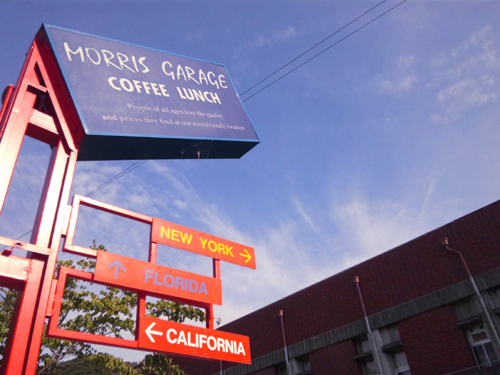 MORRIS GARAGE
COFFEE LUNCH
People of all ages love the quality
and prices they find at our everfriendly location
NEW YORK →
↑ FLORIDA
← CALIFORNIA